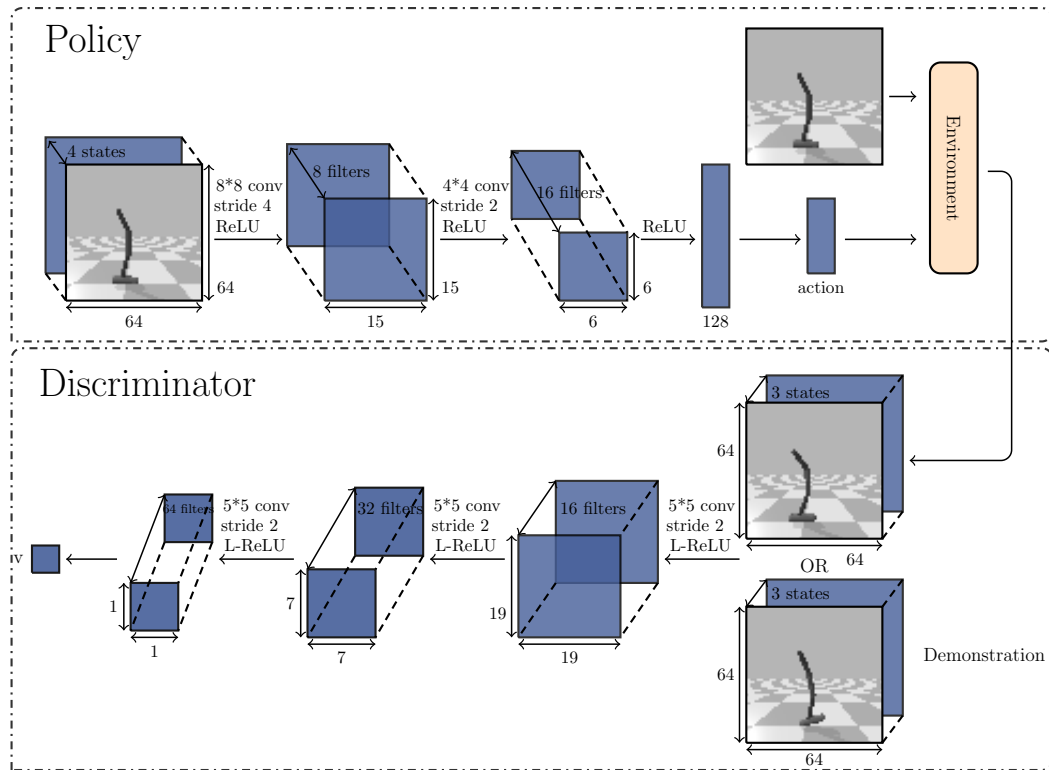 Policy
4 states
8*8 conv
stride 4
ReLU
64
64
8 filters
4*4 conv
stride 2
ReLU
15
15
16 filters
ReLU
6
6
128
action
Environment
Discriminator
3 states
64
64
OR
3 states
64
64
Demonstration
5*5 conv
stride 2
L-ReLU
16 filters
19
19
5*5 conv
stride 2
L-ReLU
32 filters
7
7
5*5 conv
stride 2
L-ReLU
64 filters
1
1
v